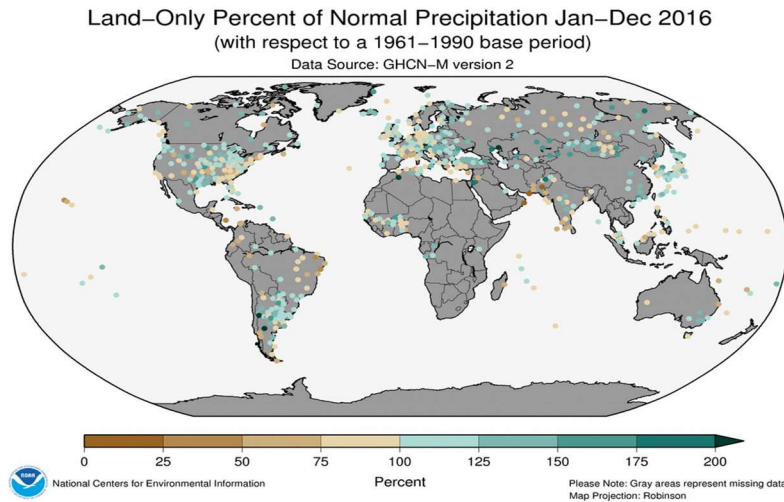 Land–Only Percent of Normal Precipitation Jan–Dec 2016
(with respect to a 1961–1990 base period)
Data Source: GHCN–M version 2
0 25 50 75 100 125 150 175 200
Percent
NOAA
National Centers for Environmental Information
Please Note: Gray areas represent missing data
Map Projection: Robinson